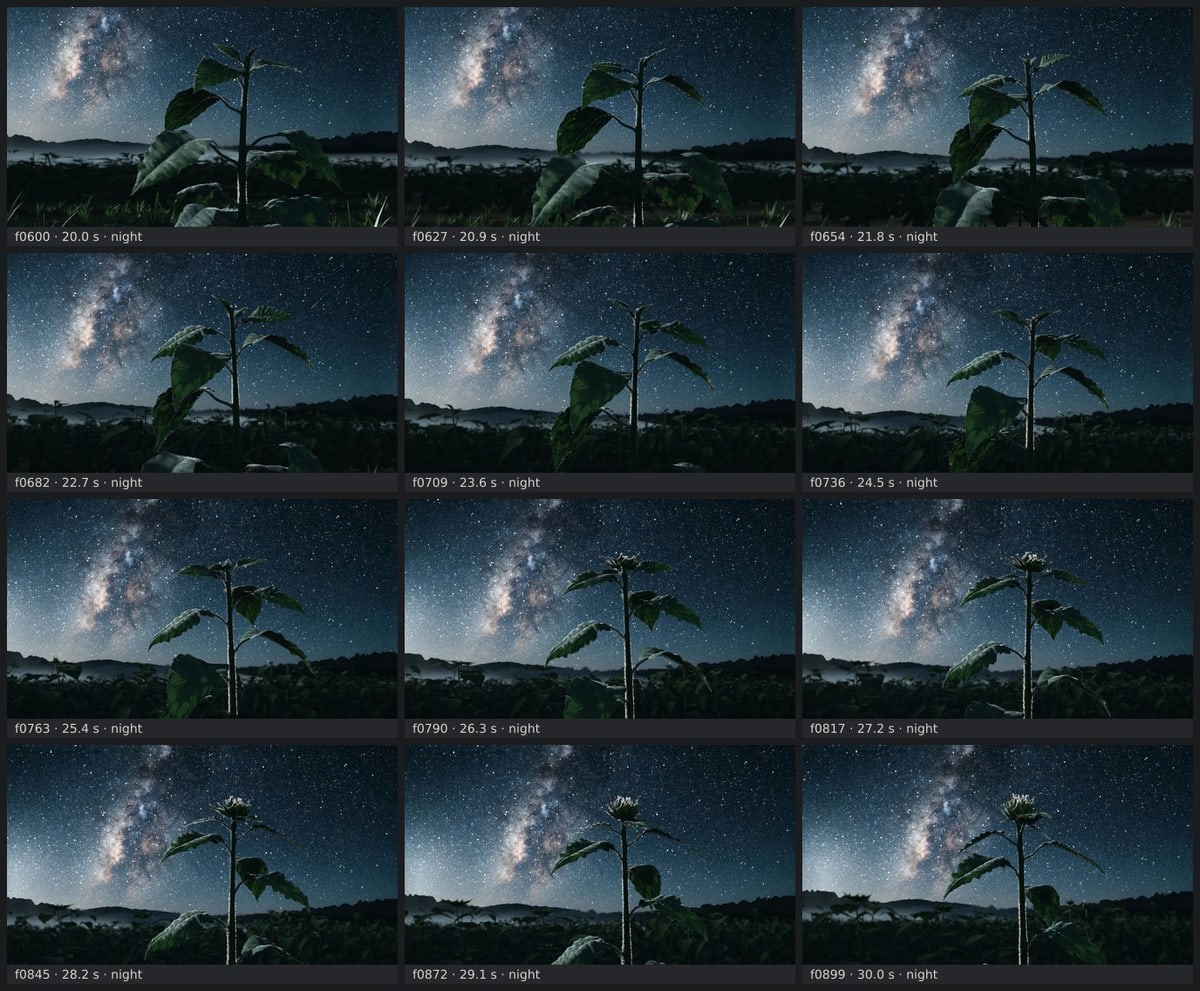 f0600 · 20.0 s · night
f0627 · 20.9 s · night
f0654 · 21.8 s · night
f0682 · 22.7 s · night
f0709 · 23.6 s · night
f0736 · 24.5 s · night
f0763 · 25.4 s · night
f0790 · 26.3 s · night
f0817 · 27.2 s · night
f0845 · 28.2 s · night
f0872 · 29.1 s · night
f0899 · 30.0 s · night